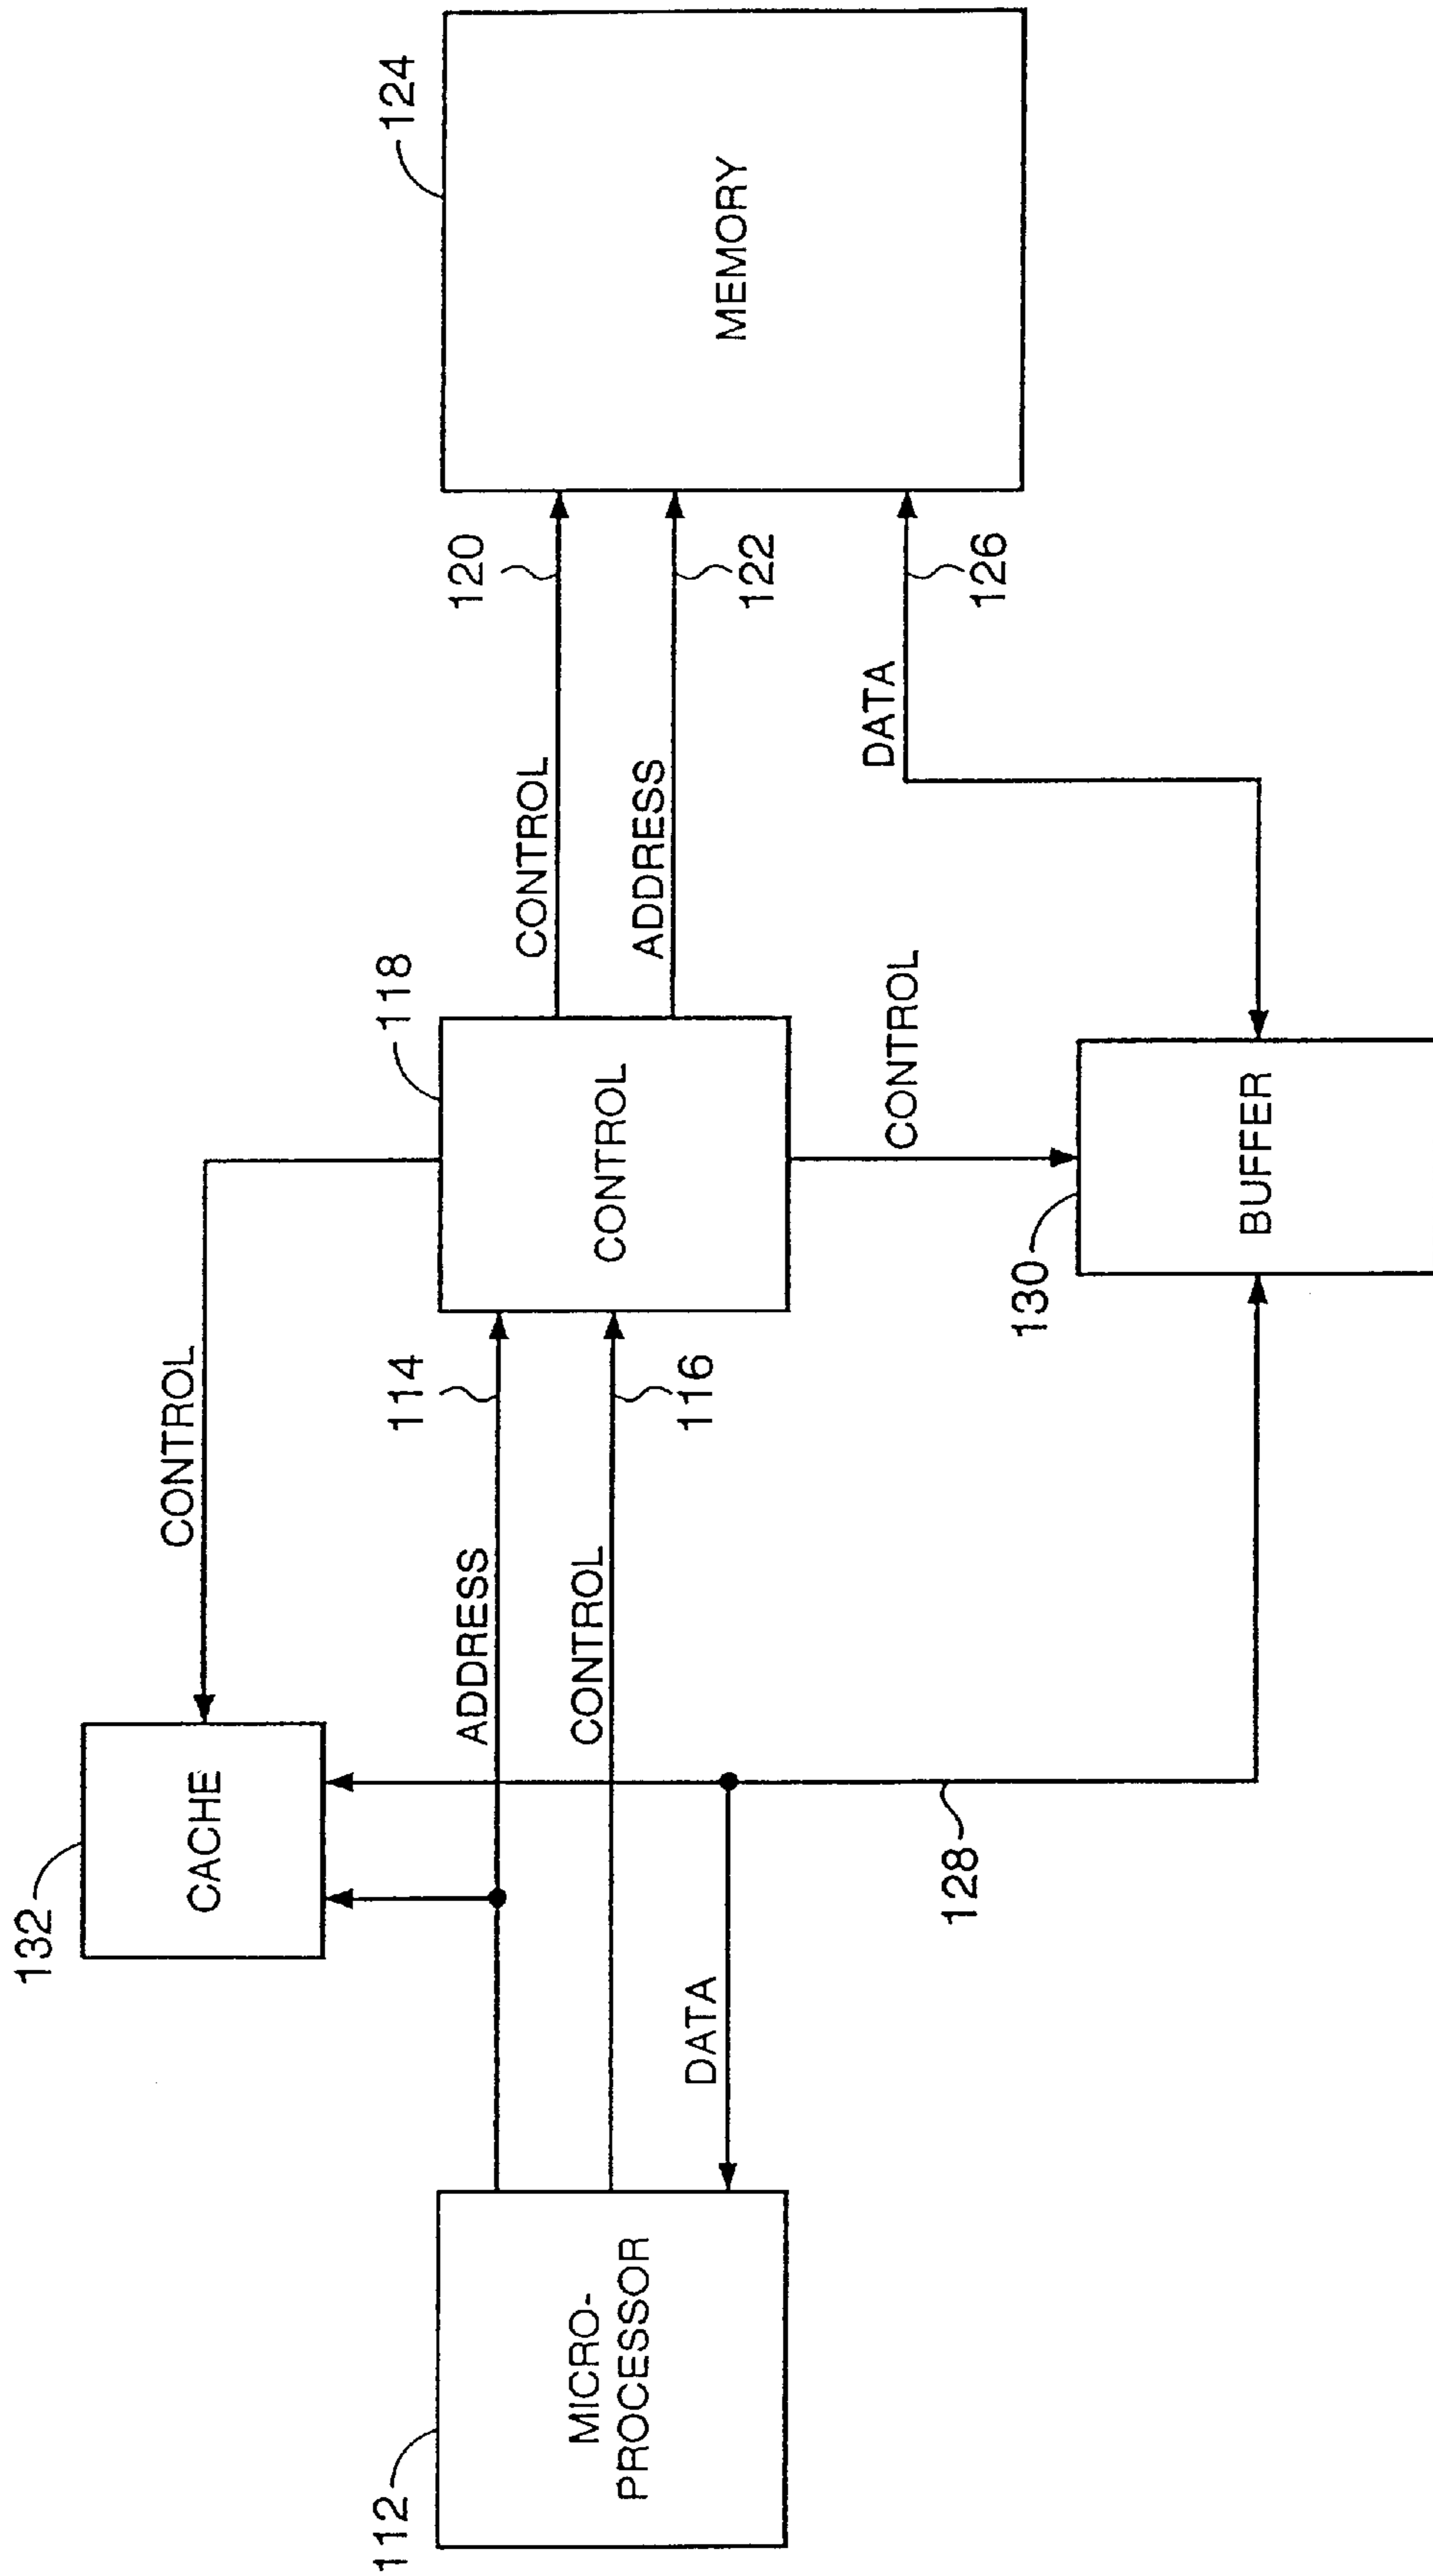 132
CACHE
CONTROL
112
MICRO-
PROCESSOR
ADDRESS
114
CONTROL
116
DATA
128
118
CONTROL
CONTROL
120
ADDRESS
122
124
MEMORY
CONTROL
DATA
126
130
BUFFER